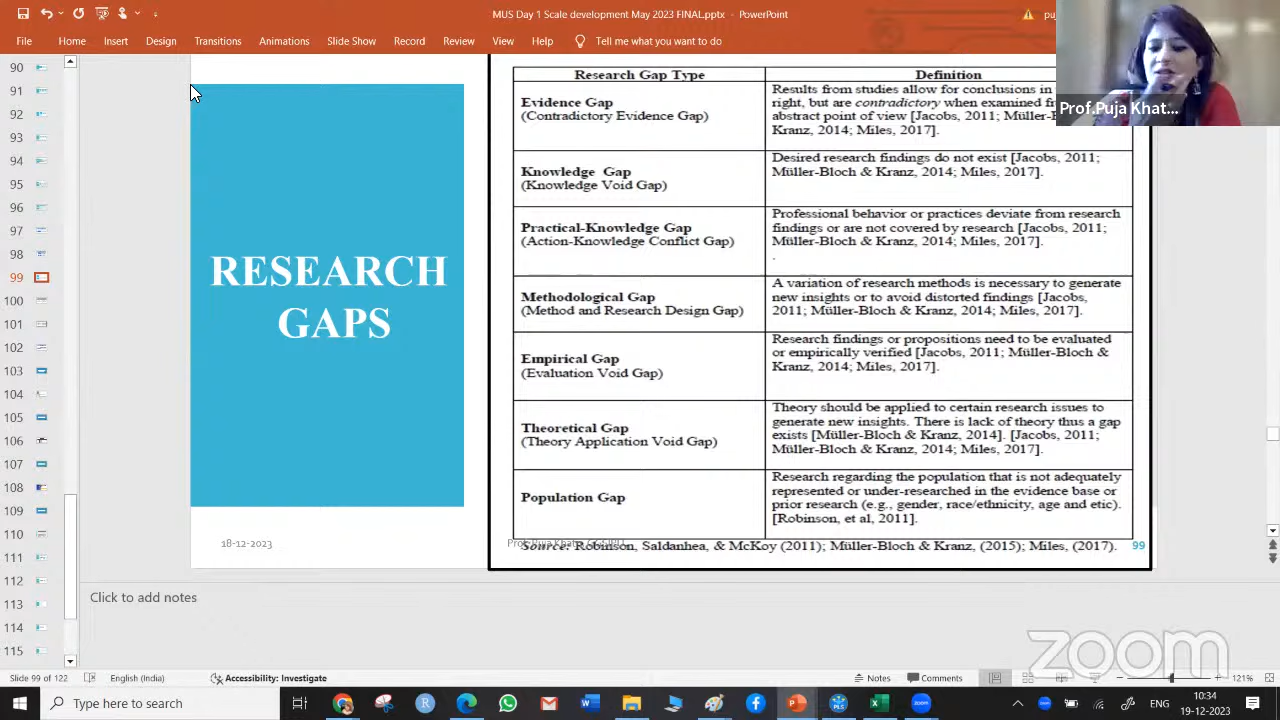 MUS Day 1 Scale development May 2023 FINAL.pptx - PowerPoint
File Home Insert Design Transitions Animations Slide Show Record Review View Help Tell me what you want to do
Prof.Puja Khat...
90
91
92
93
94
95
96
97
98
99
100
101
102
103
104
105
106
107
108
109
110
111
112
113
114
115
RESEARCH
GAPS
18-12-2023
Research Gap Type Definition
Evidence Gap
(Contradictory Evidence Gap)
Results from studies allow for conclusions in
right, but are contradictory when examined
abstract point of view [Jacobs, 2011;
Kranz, 2014; Miles, 2017].
Knowledge Gap
(Knowledge Void Gap)
Desired research findings do not exist [Jacobs, 2011;
Müller-Bloch & Kranz, 2014; Miles, 2017].
Practical-Knowledge Gap
(Action-Knowledge Conflict Gap)
Professional behavior or practices deviate from research
findings or are not covered by research [Jacobs, 2011;
Müller-Bloch & Kranz, 2014; Miles, 2017].
.
Methodological Gap
(Method and Research Design Gap)
A variation of research methods is necessary to generate
new insights or to avoid distorted findings [Jacobs,
2011; Müller-Bloch & Kranz, 2014; Miles, 2017].
Empirical Gap
(Evaluation Void Gap)
Research findings or propositions need to be evaluated
or empirically verified [Jacobs, 2011; Müller-Bloch &
Kranz, 2014; Miles, 2017].
Theoretical Gap
(Theory Application Void Gap)
Theory should be applied to certain research issues to
generate new insights. There is lack of theory thus a gap
exists [Müller-Bloch & Kranz, 2014]. [Jacobs, 2011;
Müller-Bloch & Kranz, 2014; Miles, 2017].
Population Gap
Research regarding the population that is not adequately
represented or under-researched in the evidence base or
prior research (e.g., gender, race/ethnicity, age and etic).
[Robinson, et al, 2011].
Source: Robinson, Saldanhea, & McKoy (2011); Müller-Bloch & Kranz, (2015); Miles, (2017). 99
Click to add notes
zoom
Slide 99 of 122 English (India) Accessibility: Investigate Notes Comments 121%
Type here to search
ENG
10:34
19-12-2023